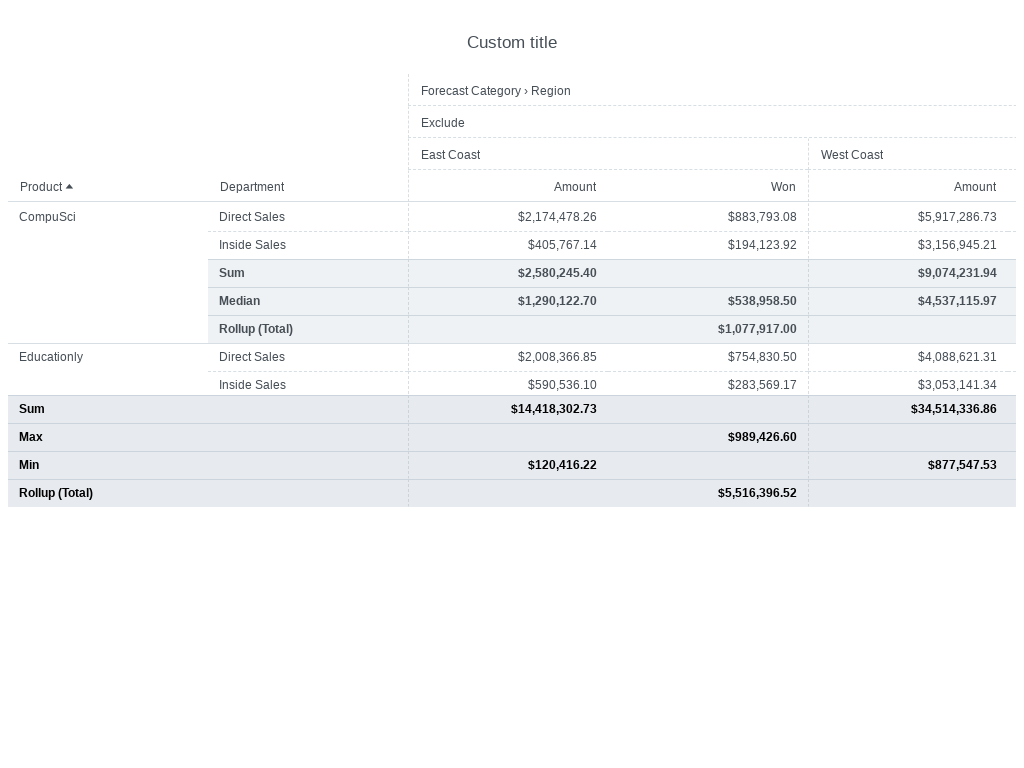 Custom title
Forecast Category › Region
Exclude
East Coast West Coast
Product Department Amount Won Amount
CompuSci Direct Sales $2,174,478.26 $883,793.08 $5,917,286.73
Inside Sales $405,767.14 $194,123.92 $3,156,945.21
Sum $2,580,245.40 $9,074,231.94
Median $1,290,122.70 $538,958.50 $4,537,115.97
Rollup (Total) $1,077,917.00
Educationly Direct Sales $2,008,366.85 $754,830.50 $4,088,621.31
Inside Sales $590,536.10 $283,569.17 $3,053,141.34
Sum $14,418,302.73 $34,514,336.86
Max $989,426.60
Min $120,416.22 $877,547.53
Rollup (Total) $5,516,396.52